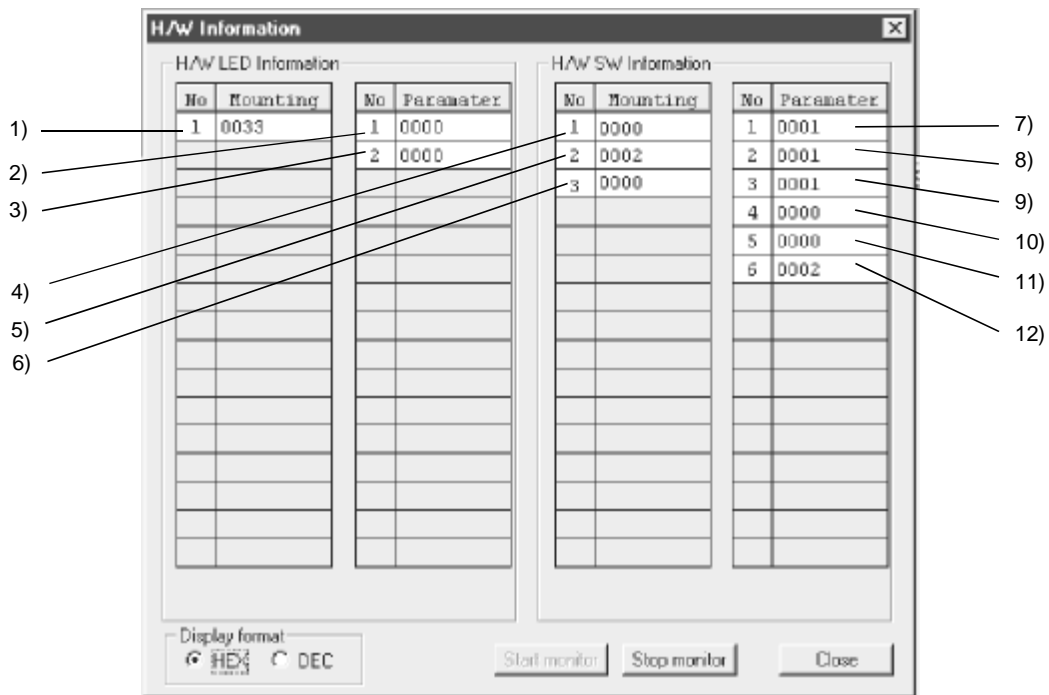 H/W Information
H/W LED Information
H/W SW Information
No Mounting No Paramater No Mounting No Paramater
1) 1 0033 1 0000 1 0000 1 0001 7)
2) 2 0000 2 0002 2 0001 8)
3) 3 0000 3 0001 9)
4 0000 10)
5 0000 11)
4) 6 0002
5) 12)
6)
Display format
HEX DEC Start monitor Stop monitor Close